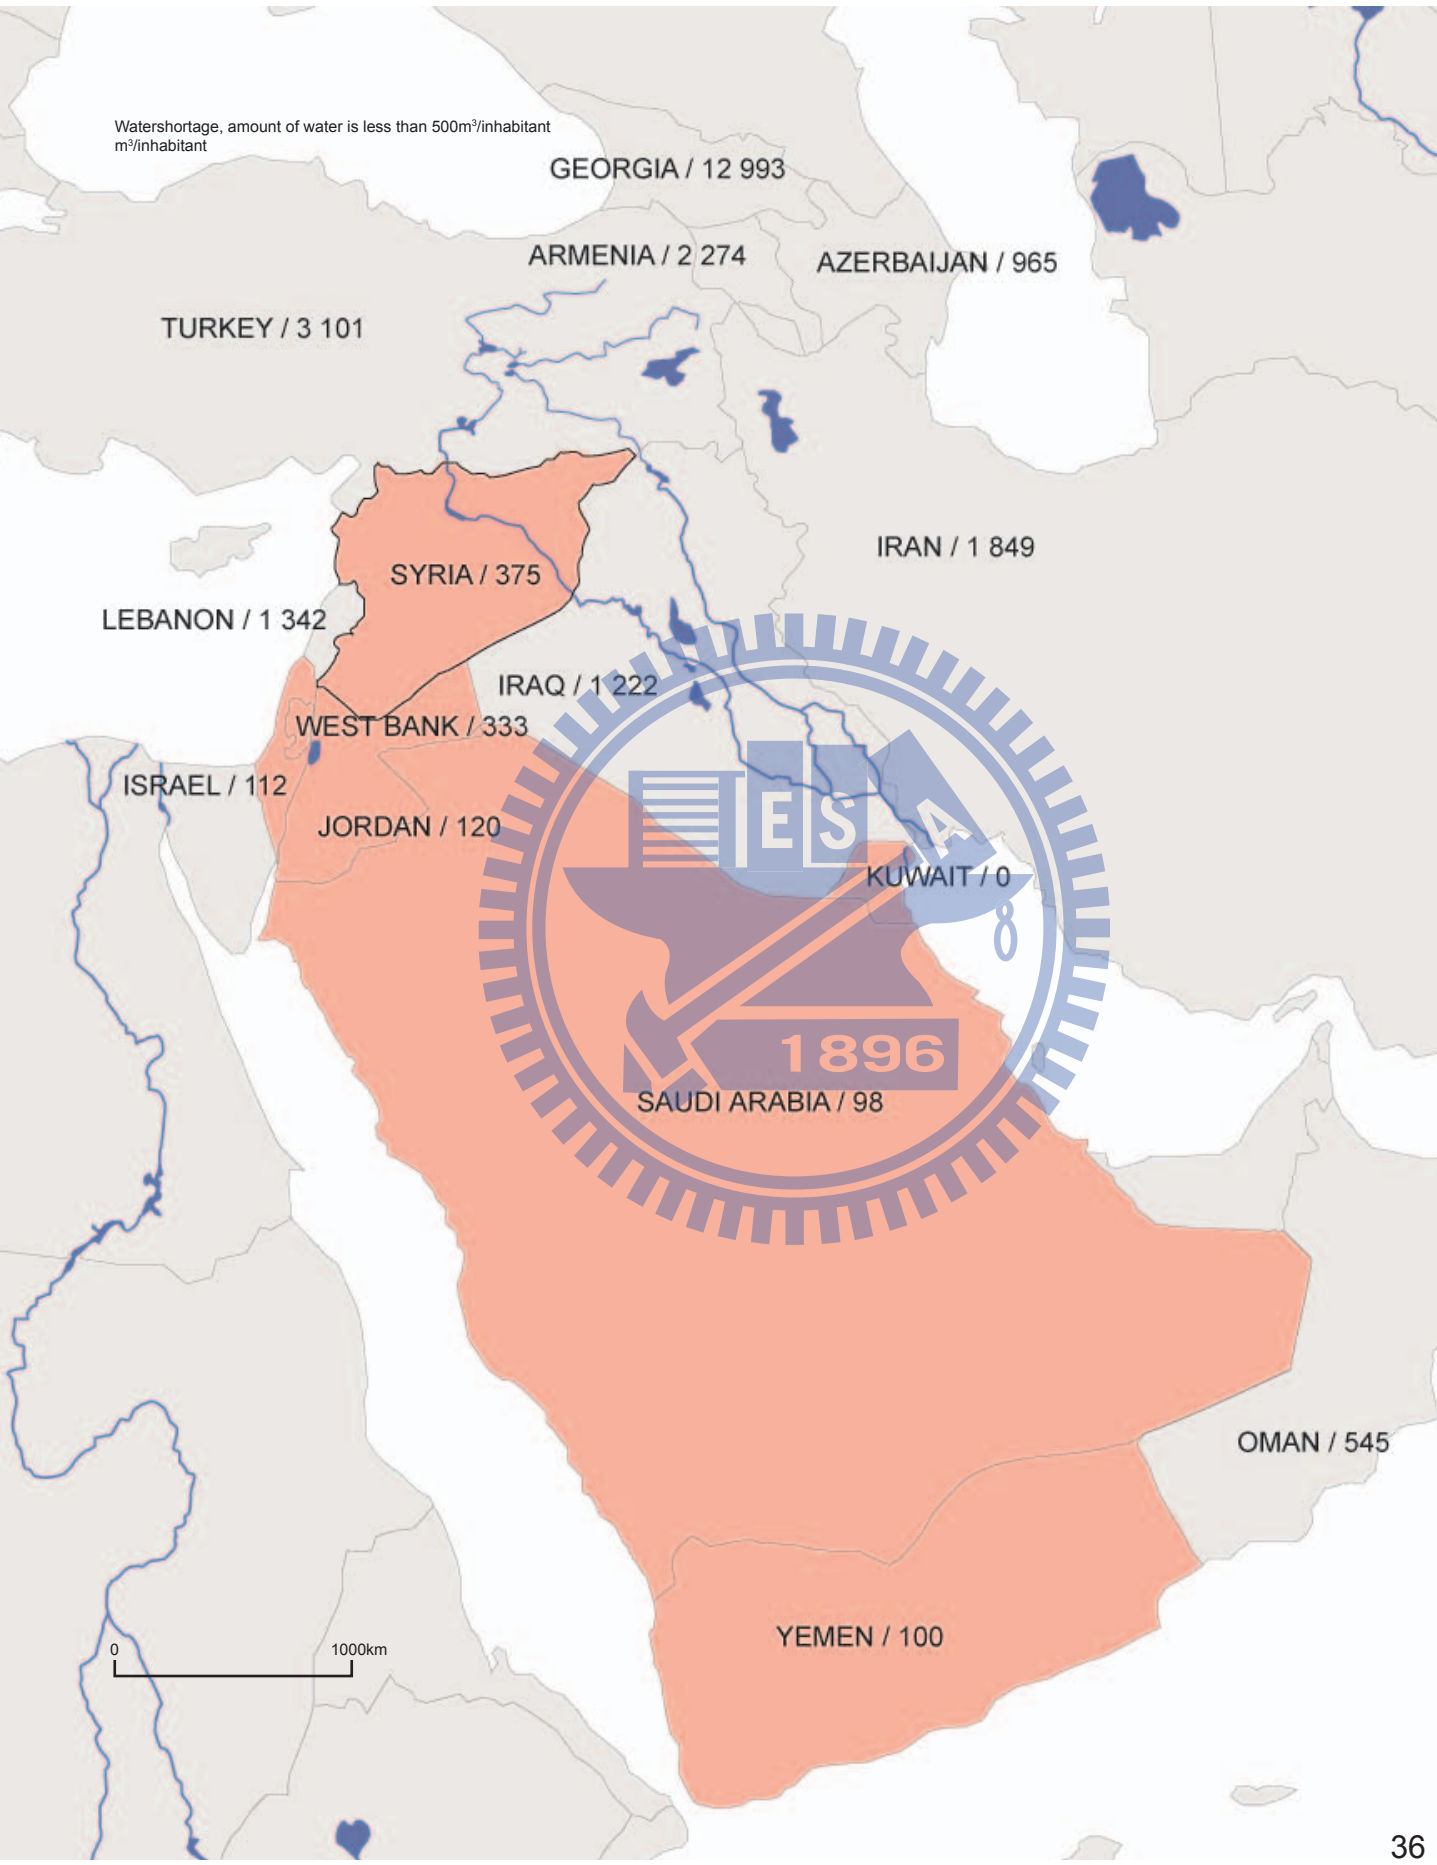 Watershortage, amount of water is less than 500m³/inhabitant
m³/inhabitant
GEORGIA / 12 993
ARMENIA / 2 274
AZERBAIJAN / 965
TURKEY / 3 101
IRAN / 1 849
SYRIA / 375
LEBANON / 1 342
IRAQ / 1 222
WEST BANK / 333
ISRAEL / 112
JORDAN / 120
E S A
KUWAIT / 0
8
1896
SAUDI ARABIA / 98
OMAN / 545
YEMEN / 100
0 1000km
36